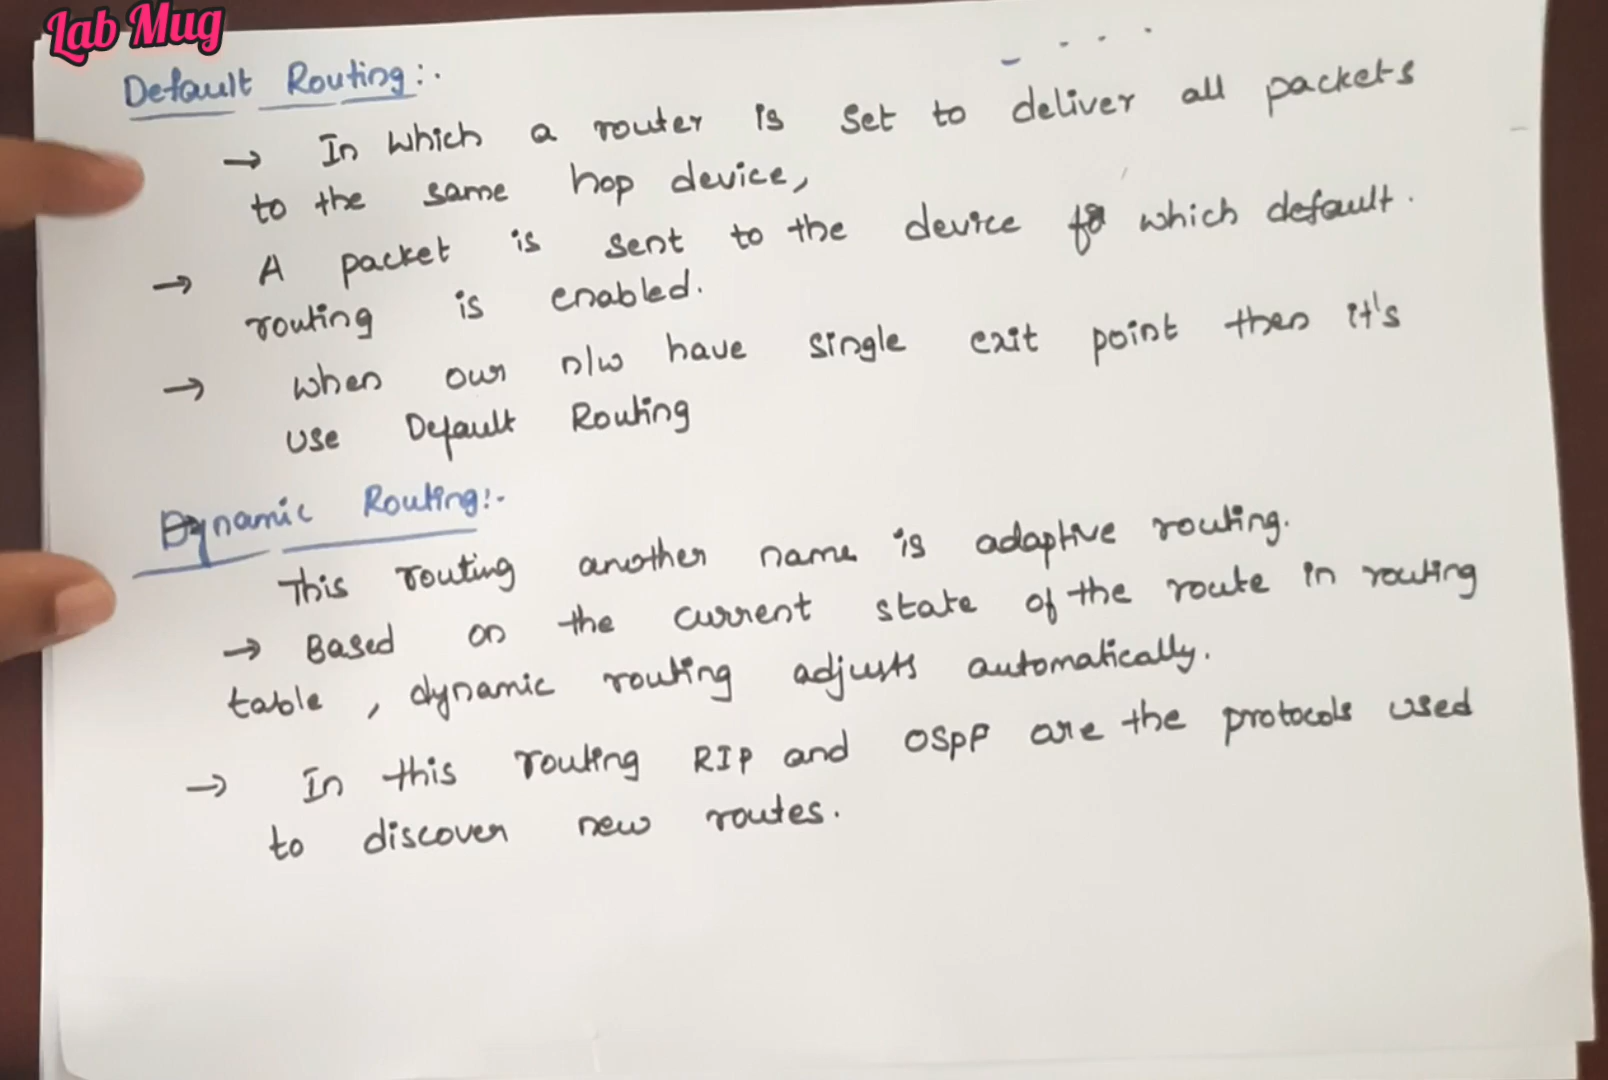 Lab Mug
Default Routing:.
→ In which a router is set to deliver all packets
to the same hop device,
→ A packet is sent to the device for which default.
routing is enabled.
→ when our n/w have single exit point then it's
use Default Routing
Dynamic Routing:.
This routing another name is adaptive routing.
→ Based on the current state of the route in routing
table, dynamic routing adjusts automatically.
→ In this routing RIP and OSPF are the protocols used
to discover new routes.